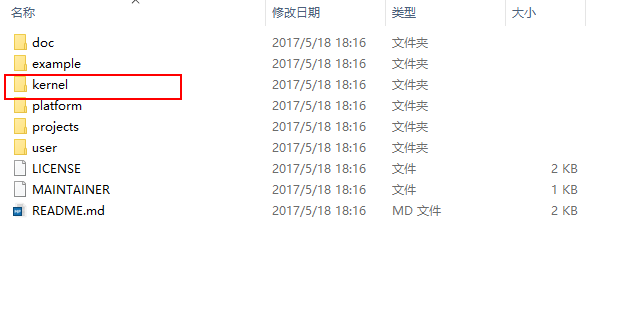 名称 修改日期 类型 大小
doc 2017/5/18 18:16 文件夹
example 2017/5/18 18:16 文件夹
kernel 2017/5/18 18:16 文件夹
platform 2017/5/18 18:16 文件夹
projects 2017/5/18 18:16 文件夹
user 2017/5/18 18:16 文件夹
LICENSE 2017/5/18 18:16 文件 2 KB
MAINTAINER 2017/5/18 18:16 文件 1 KB
README.md 2017/5/18 18:16 MD 文件 2 KB